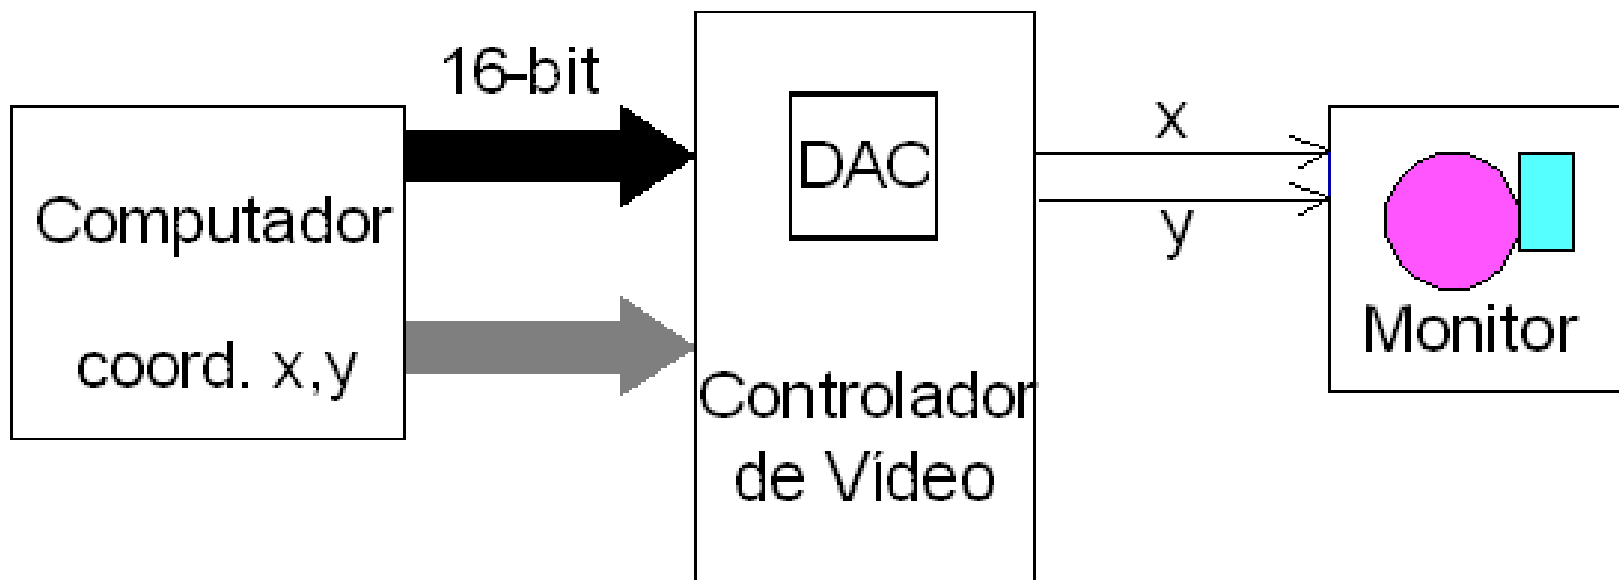 16-bit
Computador
coord. x,y
DAC
Controlador
de Vídeo
x
y
Monitor